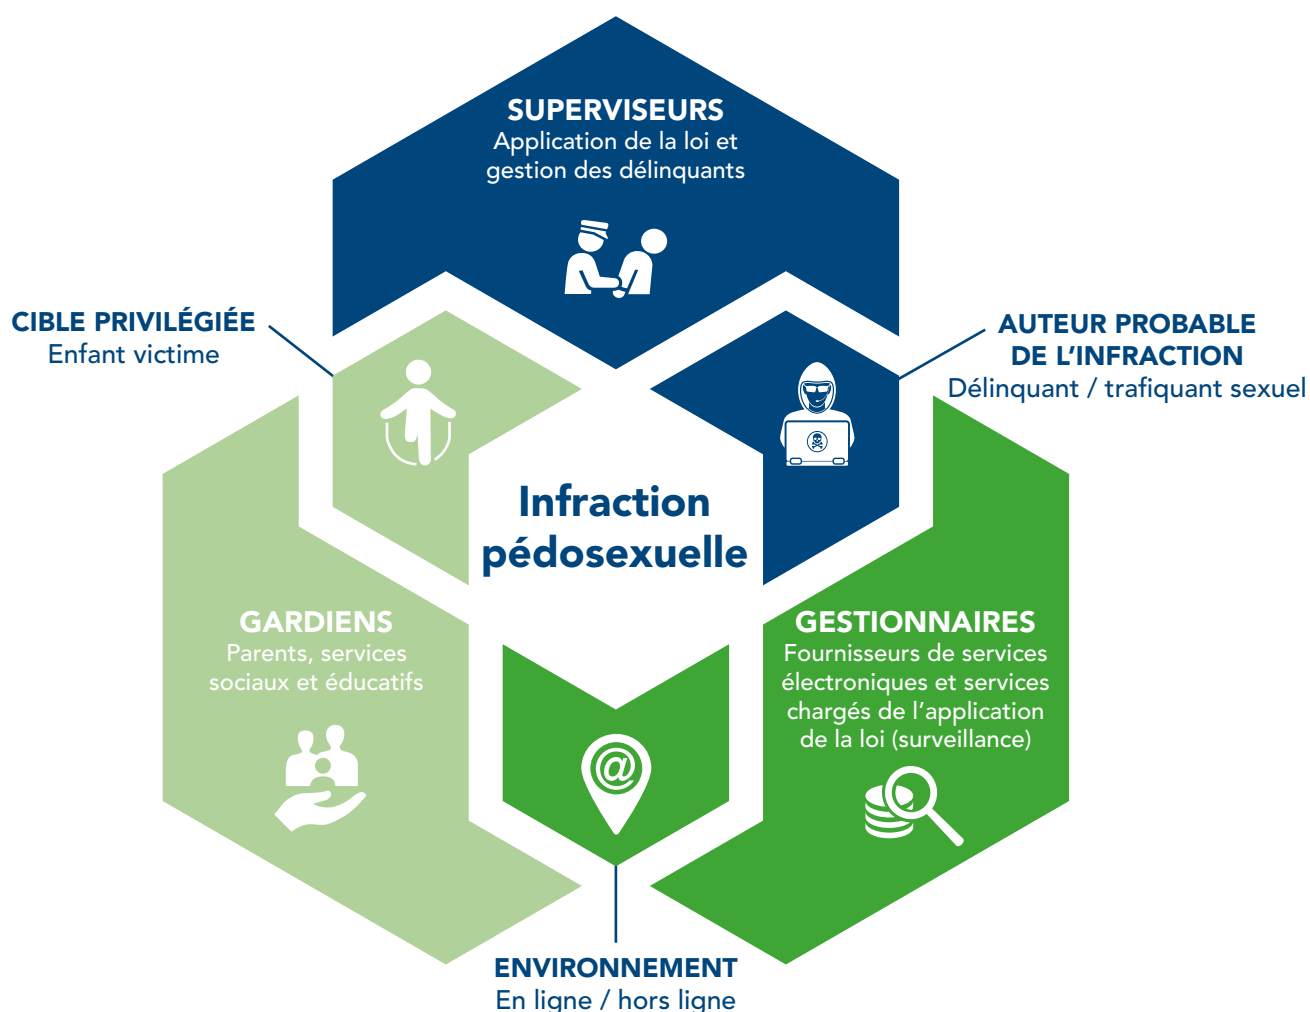 SUPERVISEURS
Application de la loi et
gestion des délinquants
CIBLE PRIVILÉGIÉE
Enfant victime
AUTEUR PROBABLE
DE L'INFRACTION
Délinquant / trafiquant sexuel
Infraction
pédosexuelle
GARDIENS
Parents, services
sociaux et éducatifs
GESTIONNAIRES
Fournisseurs de services
électroniques et services
chargés de l'application
de la loi (surveillance)
@
ENVIRONNEMENT
En ligne / hors ligne